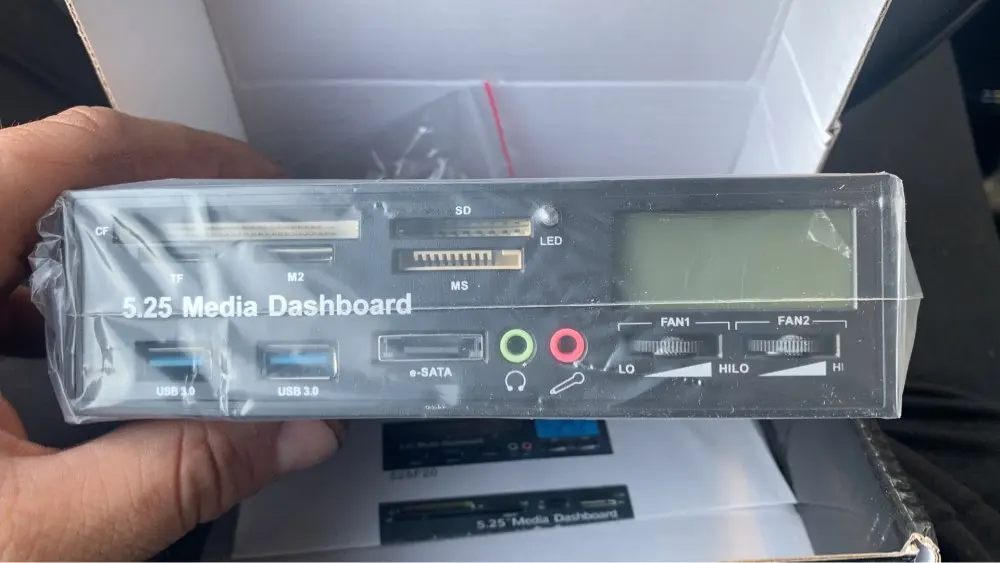 SD
CF
LED
TF
M2
MS
5.25 Media Dashboard
FAN1
FAN2
USB 3.0
USB 3.0
e-SATA
LO
HI
LO
HI
525F20
5.25 Media Dashboard